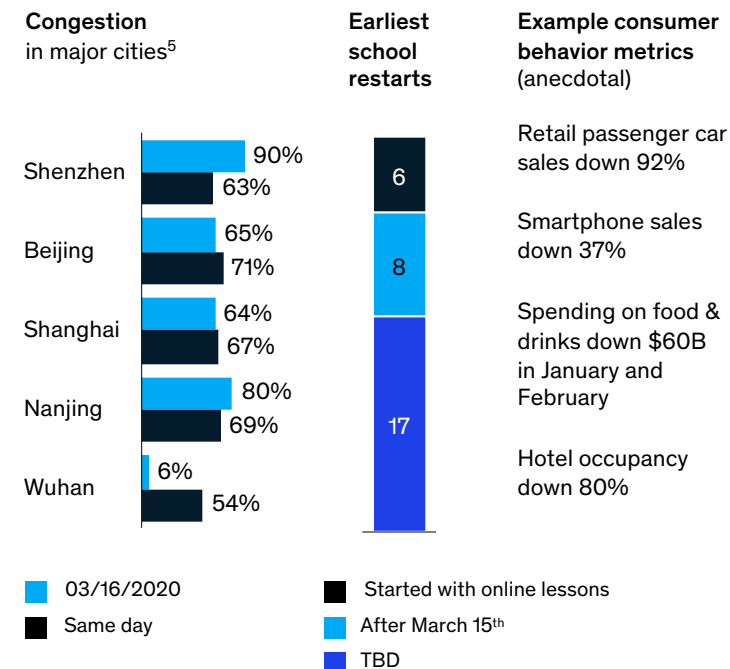 Congestion
in major cities⁵
Shenzhen
90%
63%
Beijing
65%
71%
Shanghai
64%
67%
Nanjing
80%
69%
Wuhan
6%
54%
03/16/2020
Same day
Earliest
school
restarts
6
8
17
Started with online lessons
After March 15th
TBD
Example consumer
behavior metrics
(anecdotal)
Retail passenger car
sales down 92%
Smartphone sales
down 37%
Spending on food &
drinks down $60B
in January and
February
Hotel occupancy
down 80%